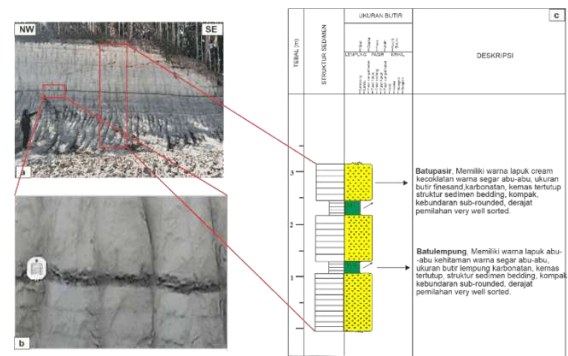 NW
SE
a
b
c
UKURAN BUTIR
TEBAL (m)
STRUKTUR SEDIMEN
LEMPUNG
PASIR
DESKRIPSI
3
2
1
Batupasir, Memiliki warna lapuk cream
kecoklatan warna segar abu-abu, ukuran
butir finesand,karbonatan, kemas tertutup
struktur sedimen bedding, kompak,
kebundaran sub-rounded, derajat
pemilahan very well sorted.
Batulempung, Memiliki warna lapuk abu-
-abu kehitaman warna segar abu-abu,
ukuran butir lempung karbonatan, kemas
tertutup, struktur sedimen bedding, kompak
kebundaran sub-rounded, derajat
pemilahan very well sorted.